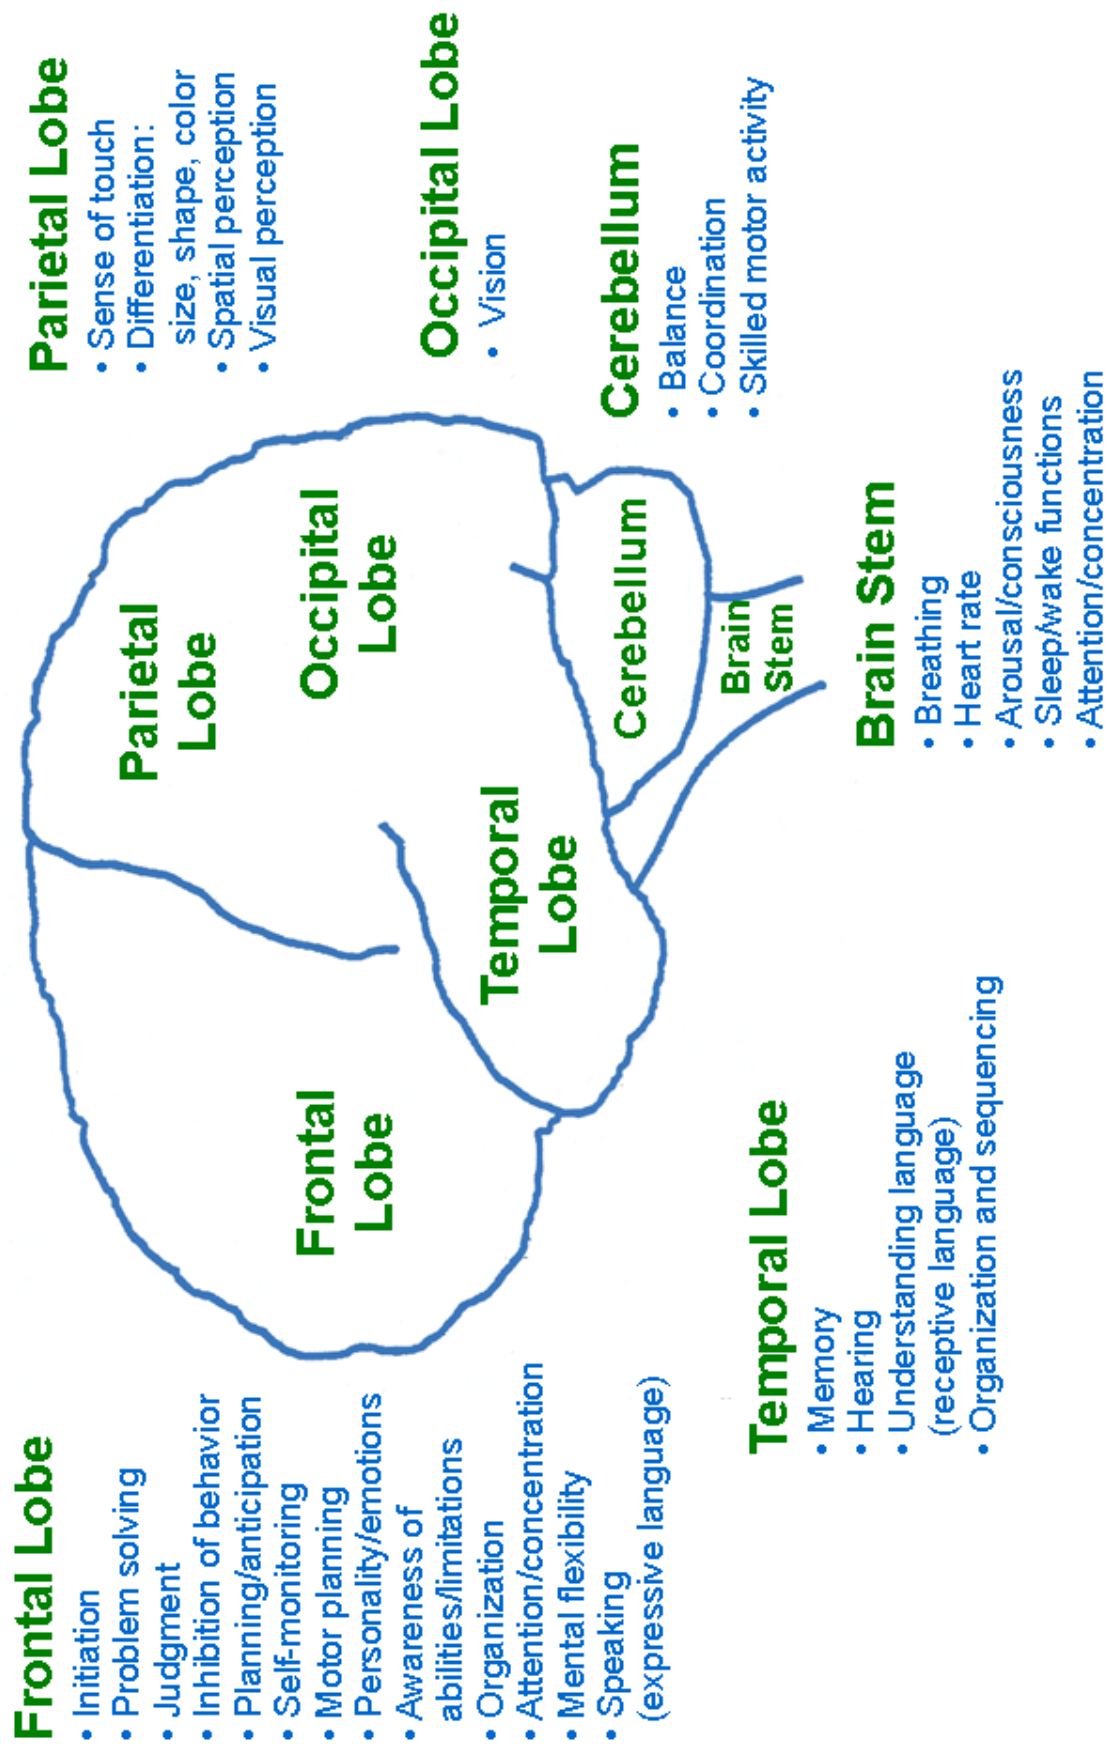 Frontal Lobe
• Initiation
• Problem solving
• Judgment
• Inhibition of behavior
• Planning/anticipation
• Self-monitoring
• Motor planning
• Personality/emotions
• Awareness of
abilities/limitations
• Organization
• Attention/concentration
• Mental flexibility
• Speaking
(expressive language)
Frontal
Lobe
Parietal
Lobe
Occipital
Lobe
Temporal
Lobe
Cerebellum
Brain
Stem
Parietal Lobe
• Sense of touch
• Differentiation:
size, shape, color
• Spatial perception
• Visual perception
Occipital Lobe
• Vision
Cerebellum
• Balance
• Coordination
• Skilled motor activity
Temporal Lobe
• Memory
• Hearing
• Understanding language
(receptive language)
• Organization and sequencing
Brain Stem
• Breathing
• Heart rate
• Arousal/consciousness
• Sleep/wake functions
• Attention/concentration